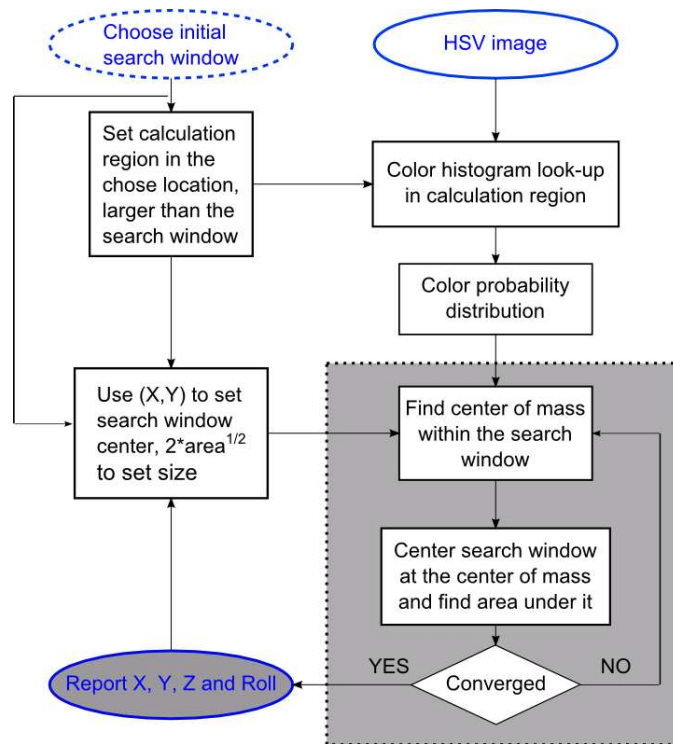 Choose initial
search window
HSV image
Set calculation
region in the
chose location,
larger than the
search window
Color histogram look-up
in calculation region
Color probability
distribution
Use (X,Y) to set
search window
center, 2*area^1/2
to set size
Find center of mass
within the search
window
Center search window
at the center of mass
and find area under it
Report X, Y, Z and Roll
YES
Converged
NO